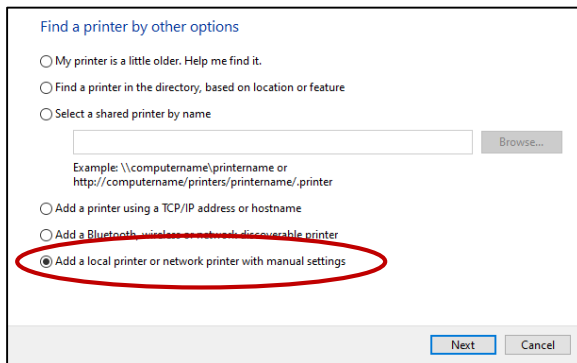 Find a printer by other options
My printer is a little older. Help me find it.
Find a printer in the directory, based on location or feature
Select a shared printer by name
Browse...
Example: \\computername\printername or
http://computername/printers/printername/.printer
Add a printer using a TCP/IP address or hostname
Add a Bluetooth, wireless or network discoverable printer
Add a local printer or network printer with manual settings
Next Cancel